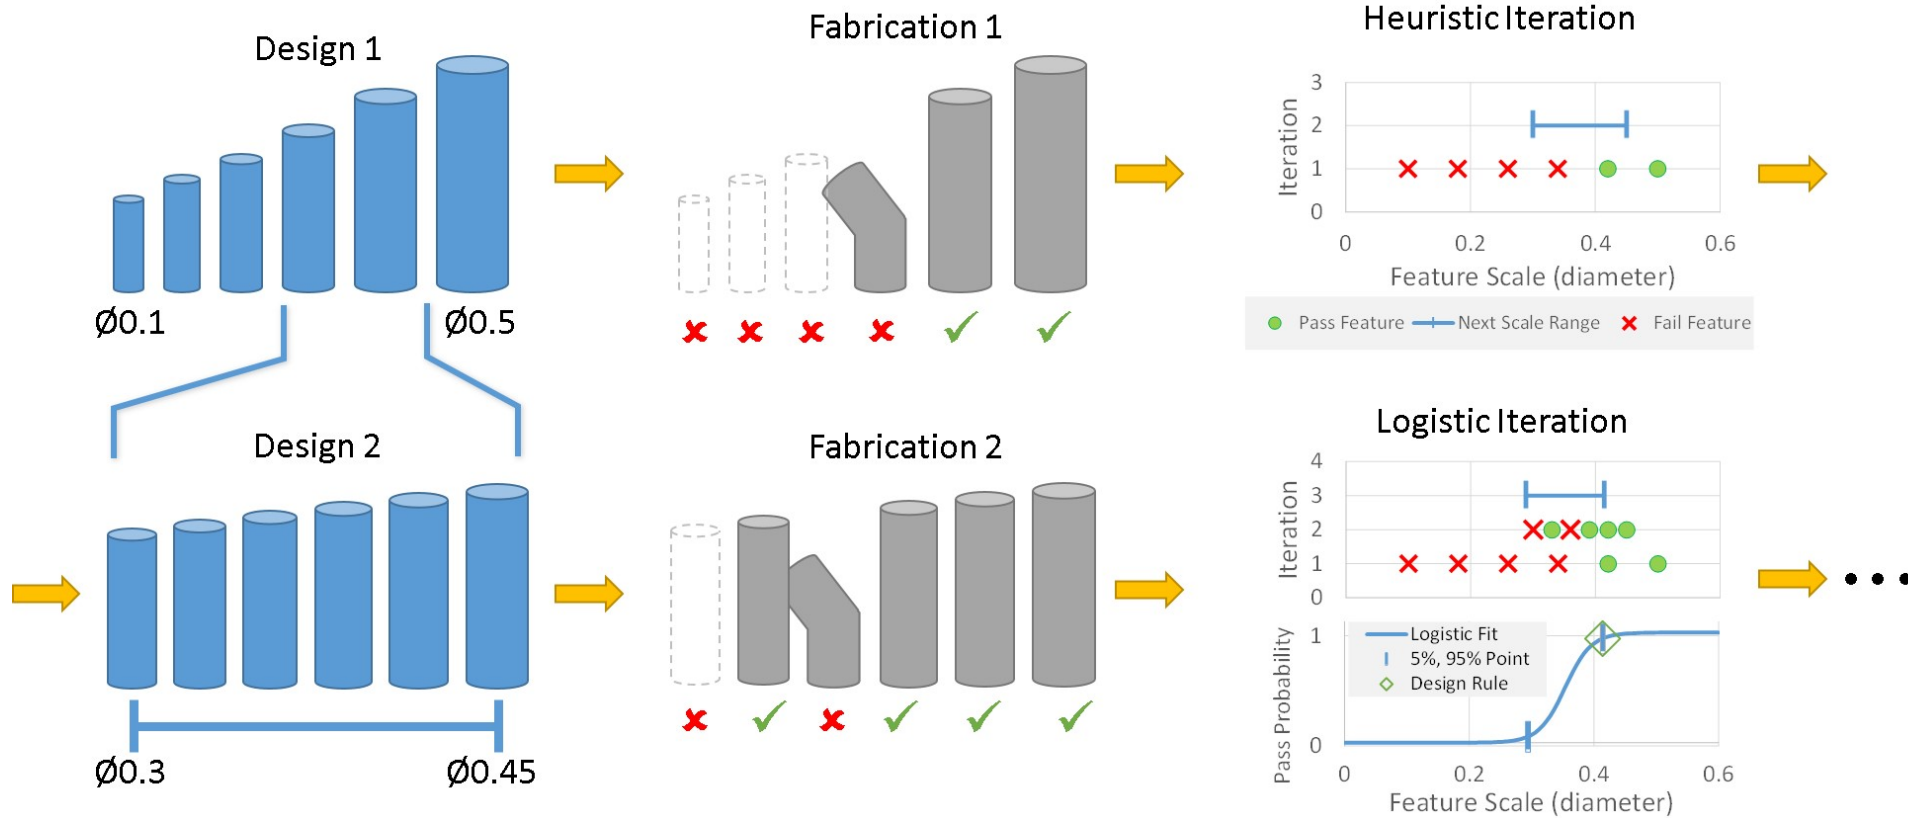 Design 1
Fabrication 1
Heuristic Iteration
Ø0.1
Ø0.5
3
2
1
0
Iteration
0 0.2 0.4 0.6
Feature Scale (diameter)
Pass Feature Next Scale Range Fail Feature
Design 2
Fabrication 2
Logistic Iteration
Ø0.3
Ø0.45
4
3
2
1
0
Iteration
1
0
Pass Probability
Logistic Fit
5%, 95% Point
Design Rule
0 0.2 0.4 0.6
Feature Scale (diameter)